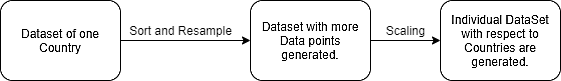 Dataset of one
Country
Sort and Resample
Dataset with more
Data points
generated.
Scaling
Individual DataSet
with respect to
Countries are
generated.